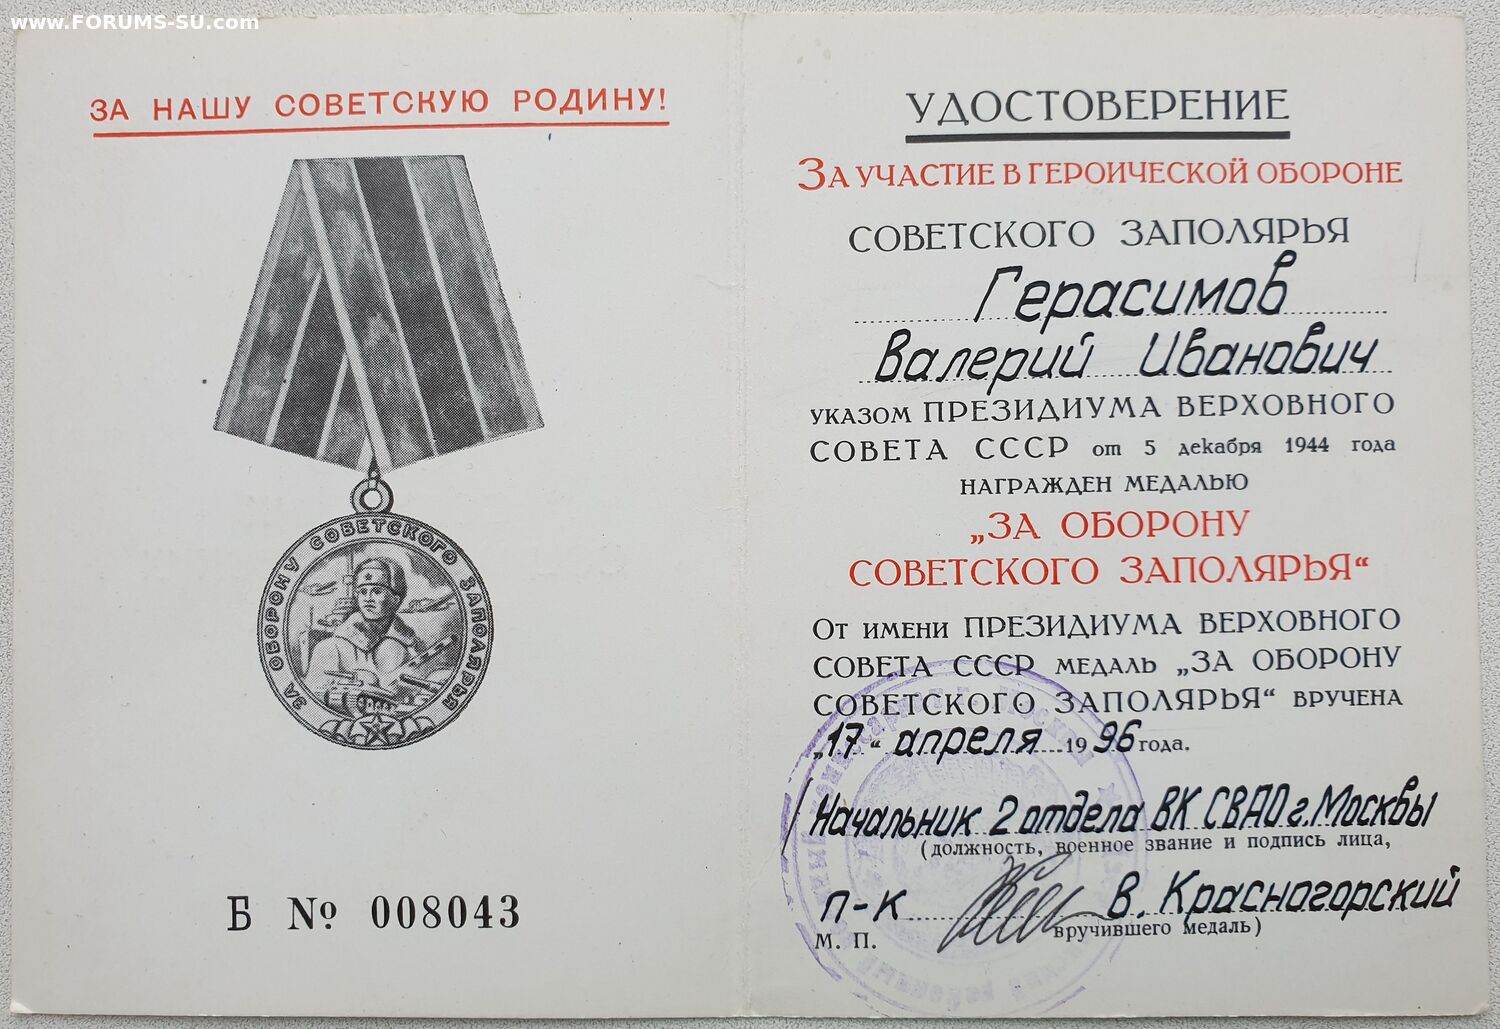 www.FORUMS-SU.com
ЗА НАШУ СОВЕТСКУЮ РОДИНУ!
ЗА ОБОРОНУ СОВЕТСКОГО ЗАПОЛЯРЬЯ
Б № 008043
УДОСТОВЕРЕНИЕ
ЗА УЧАСТИЕ В ГЕРОИЧЕСКОЙ ОБОРОНЕ
СОВЕТСКОГО ЗАПОЛЯРЬЯ
Герасимов
Валерий Иванович
УКАЗОМ ПРЕЗИДИУМА ВЕРХОВНОГО
СОВЕТА СССР от 5 декабря 1944 года
НАГРАЖДЕН МЕДАЛЬЮ
„ЗА ОБОРОНУ
СОВЕТСКОГО ЗАПОЛЯРЬЯ“
ОТ ИМЕНИ ПРЕЗИДИУМА ВЕРХОВНОГО
СОВЕТА СССР МЕДАЛЬ „ЗА ОБОРОНУ
СОВЕТСКОГО ЗАПОЛЯРЬЯ“ ВРУЧЕНА
„17“ апреля 1996 года.
Начальник 2 отдела ВК СВАО г. Москвы
(должность, военное звание и подпись лица,
п-к В. Красногорский
М. П. вручившего медаль)